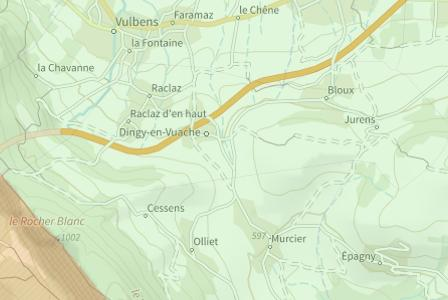 le Chêne
Faramaz
Vulbens
la Fontaine
la Chavanne
Raclaz
Bloux
Raclaz d'en haut
Jurens
Dingy-en-Vuache
Cessens
le Rocher Blanc
1002
597
Murcier
Olliet
Épagny
le